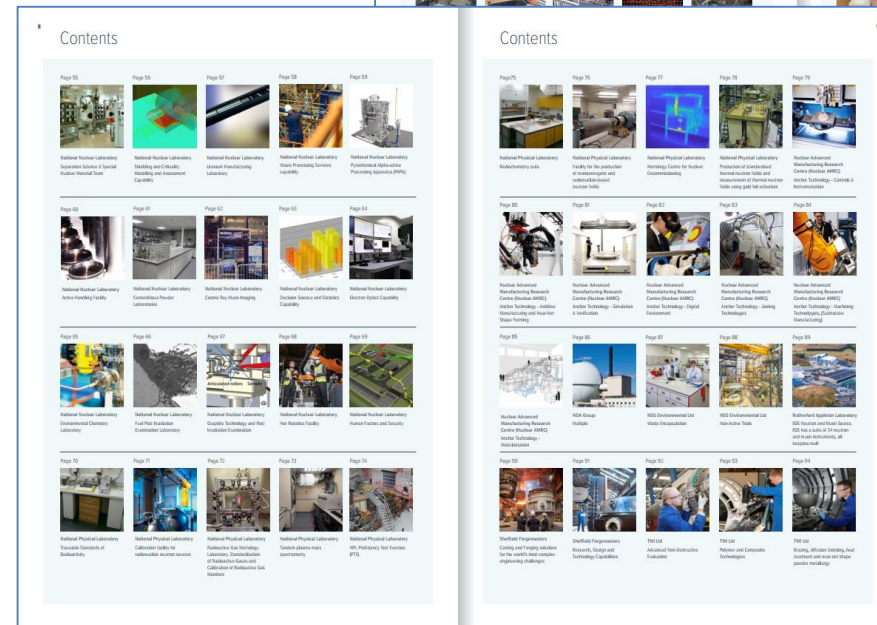 Contents
Page 55
National Nuclear Laboratory
Separation Science & Special
Nuclear Material Team
Page 56
National Nuclear Laboratory
Shielding and Criticality
Modelling and Assessment
Capability
Page 57
National Nuclear Laboratory
Uranium Manufacturing
Laboratory
Page 58
National Nuclear Laboratory
Waste Processing Services
capability
Page 59
National Nuclear Laboratory
Pyrochemical Alpha-active
Processing Apparatus (PAPS)
Page 60
National Nuclear Laboratory
Active Handling Facility
Page 61
National Nuclear Laboratory
Contentious Powder
Laboratories
Page 62
National Nuclear Laboratory
Cosmic Ray Muon Imaging
Page 63
National Nuclear Laboratory
Decision Science and Statistics
Capability
Page 64
National Nuclear Laboratory
Electron Optics Capability
Page 65
National Nuclear Laboratory
Environmental Chemistry
Laboratory
Page 66
National Nuclear Laboratory
Fuel Post Irradiation
Examination Laboratory
Page 67
Articulated rollers
Sample
National Nuclear Laboratory
Graphite Technology and Post
Irradiation Examination
Page 68
National Nuclear Laboratory
Hot Robotics Facility
Page 69
National Nuclear Laboratory
Human Factors and Security
Page 70
National Physical Laboratory
Traceable Standards of
Radioactivity
Page 71
National Physical Laboratory
Calibration Facility for
radionuclide neutron sources
Page 72
National Physical Laboratory
Radioactive Gas Metrology
Laboratory, Standardisation
of Radioactive Gases and
Calibration of Radioactive Gas
Monitors
Page 73
National Physical Laboratory
Tandem plasma mass
spectrometry
Page 74
National Physical Laboratory
NPL Proficiency Test Exercise
(PTE)
Contents
Page75
National Physical Laboratory
Radiochemistry suite
Page 76
National Physical Laboratory
Facility for the production
of monoenergetic and
radionuclide-based
neutron fields
Page 77
National Physical Laboratory
Metrology Centre for Nuclear
Decommissioning
Page 78
National Physical Laboratory
Production of standardised
thermal neutron fields and
measurement of thermal neutron
fields using gold foil activation
Page 79
Nuclear Advanced
Manufacturing Research
Centre (Nuclear AMRC)
Anchor Technology - Controls &
Instrumentation
Page 80
Nuclear Advanced
Manufacturing Research
Centre (Nuclear AMRC)
Anchor Technology - Additive
Manufacturing and Near-Net
Shape Forming
Page 81
Nuclear Advanced
Manufacturing Research
Centre (Nuclear AMRC)
Anchor Technology - Simulation
& Verification
Page 82
Nuclear Advanced
Manufacturing Research
Centre (Nuclear AMRC)
Anchor Technology - Digital
Environment
Page 83
Nuclear Advanced
Manufacturing Research
Centre (Nuclear AMRC)
Anchor Technology - Joining
Technologies
Page 84
Nuclear Advanced
Manufacturing Research
Centre (Nuclear AMRC)
Anchor Technology - Machining
Technologies, (Subtractive
Manufacturing)
Page 85
Nuclear Advanced
Manufacturing Research
Centre (Nuclear AMRC)
Anchor Technology -
Modularisation
Page 86
NDA Group
Multiple
Page 87
NSG Environmental Ltd
Waste Encapsulation
Page 88
NSG Environmental Ltd
Non-Active Trials
Page 89
Rutherford Appleton Laboratory
ISIS Neutron and Muon Source.
ISIS has a suite of 34 neutron
and muon instruments, all
bespoke built
Page 90
Sheffield Forgemasters
Casting and Forging solutions
for the world's most complex
engineering challenges
Page 91
Sheffield Forgemasters
Research, Design and
Technology Capabilities
Page 92
TWI Ltd
Advanced Non-Destructive
Evaluation
Page 93
TWI Ltd
Polymer and Composite
Technologies
Page 94
TWI Ltd
Brazing, diffusion bonding, heat
treatment and near net shape
powder metallurgy